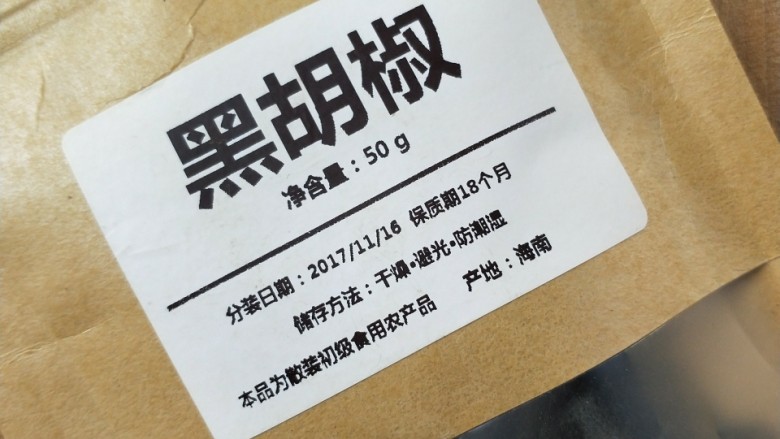 黑胡椒
净含量：50 g
分装日期：2017/11/16 保质期18个月
储存方法：干燥•避光•防潮湿
本品为散装初级食用农产品 产地：海南